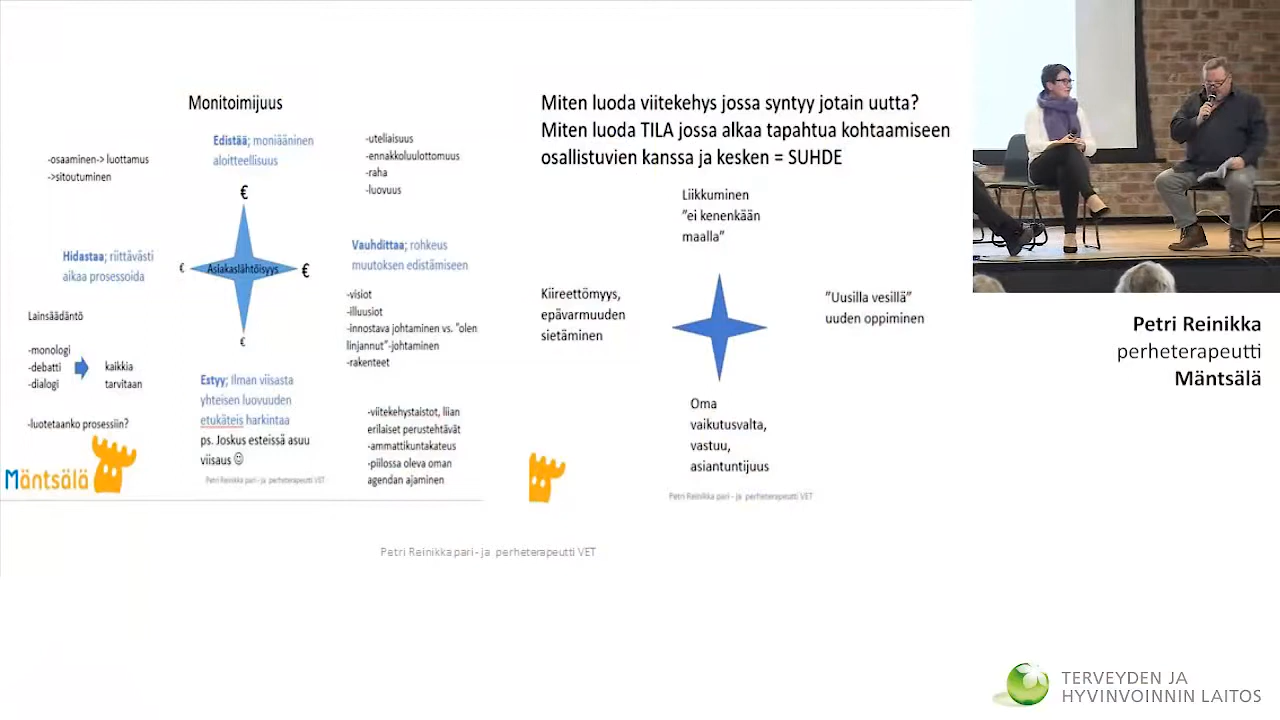 Monitoimijuus
Edistää; moniääninen
aloitteellisuus
-osaaminen-> luottamus
->sitoutuminen
-uteliaisuus
-ennakkoluulottomuus
-raha
-luovuus
€
Hidastaa; riittävästi
aikaa prosessoida
€
Asiakaslähtöisyys
€
Vauhdittaa; rohkeus
muutoksen edistämiseen
€
Lainsäädäntö
-monologi
-debatti
-dialogi
kaikkia
tarvitaan
-luotetaanko prosessiin?
-visiot
-illuusiot
-innostava johtaminen vs. "olen
linjannut"-johtaminen
-rakenteet
Estyy; Ilman viisasta
yhteisen luovuuden
etukäteis harkintaa
ps. Joskus esteissä asuu
viisaus ☺
-viitekehystaistot, liian
erilaiset perustehtävät
-ammattikuntakateus
-piilossa oleva oman
agendan ajaminen
Mäntsälä
Petri Reinikka pari - ja perheterapeutti VET
Miten luoda viitekehys jossa syntyy jotain uutta?
Miten luoda TILA jossa alkaa tapahtua kohtaamiseen
osallistuvien kanssa ja kesken = SUHDE
Liikkuminen
"ei kenenkään
maalla"
Kiireettömyys,
epävarmuuden
sietäminen
"Uusilla vesillä"
uuden oppiminen
Oma
vaikutusvalta,
vastuu,
asiantuntijuus
Petri Reinikka pari - ja perheterapeutti VET
Petri Reinikka pari - ja perheterapeutti VET
Petri Reinikka
perheterapeutti
Mäntsälä
TERVEYDEN JA
HYVINVOINNIN LAITOS